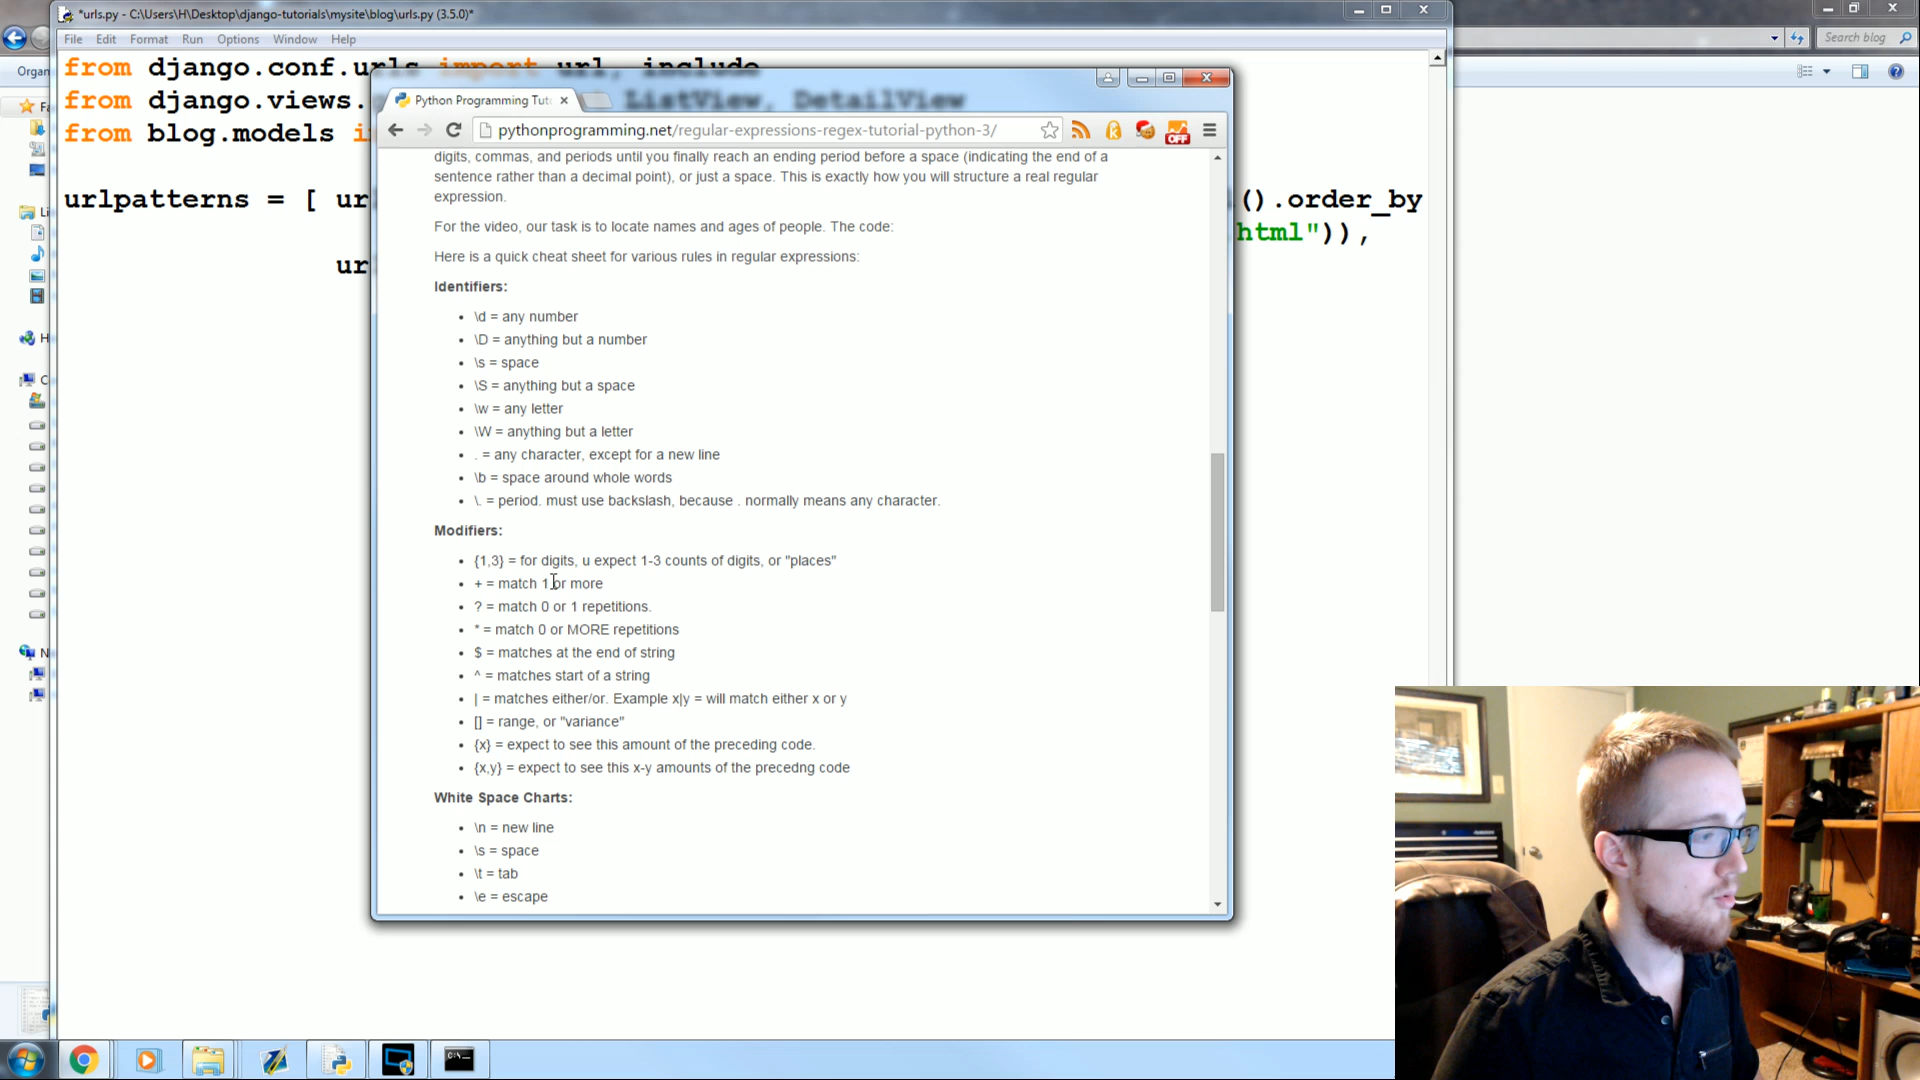 *urls.py - C:\Users\H\Desktop\django-tutorials\mysite\blog\urls.py (3.5.0)*
Search blog
File Edit Format Run Options Window Help
Organ
from django.conf.urls import url, include
from django.views. ListView, DetailView
from blog.models i
urlpatterns = [ ur ().order_by
html")),
ur
Python Programming Tut
pythonprogramming.net/regular-expressions-regex-tutorial-python-3/
OFF
digits, commas, and periods until you finally reach an ending period before a space (indicating the end of a
sentence rather than a decimal point), or just a space. This is exactly how you will structure a real regular
expression.
For the video, our task is to locate names and ages of people. The code:
Here is a quick cheat sheet for various rules in regular expressions:
Identifiers:
\d = any number
\D = anything but a number
\s = space
\S = anything but a space
\w = any letter
\W = anything but a letter
. = any character, except for a new line
\b = space around whole words
\. = period. must use backslash, because . normally means any character.
Modifiers:
{1,3} = for digits, u expect 1-3 counts of digits, or "places"
+ = match 1 or more
? = match 0 or 1 repetitions.
* = match 0 or MORE repetitions
$ = matches at the end of string
^ = matches start of a string
| = matches either/or. Example x|y = will match either x or y
[] = range, or "variance"
{x} = expect to see this amount of the preceding code.
{x,y} = expect to see this x-y amounts of the precedng code
White Space Charts:
\n = new line
\s = space
\t = tab
\e = escape
Fa
Li
H
C
N
C:\_